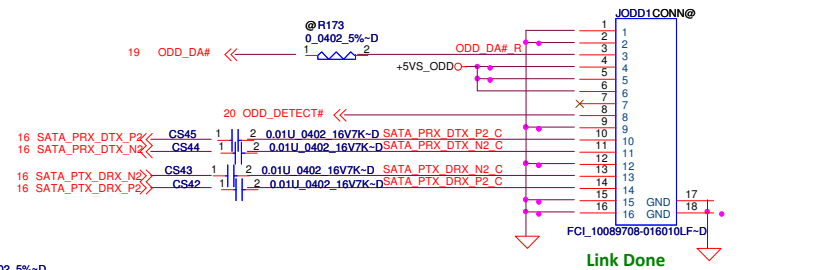 JODD1CONN@
@R173
0_0402_5%~D
19 ODD_DA#
1 2
ODD_DA#_R
+5VS_ODD
20 ODD_DETECT#
16 SATA_PRX_DTX_P2 CS45 1 2 0.01U_0402_16V7K~D SATA_PRX_DTX_P2_C
16 SATA_PRX_DTX_N2 CS44 1 2 0.01U_0402_16V7K~D SATA_PRX_DTX_N2_C
16 SATA_PTX_DRX_N2 CS43 1 2 0.01U_0402_16V7K~D SATA_PTX_DRX_N2_C
16 SATA_PTX_DRX_P2 CS42 1 2 0.01U_0402_16V7K~D SATA_PTX_DRX_P2_C
1 1
2 2
3 3
4 4
5 5
6 6
7 7
8 8
9 9
10 10
11 11
12 12
13 13
14 14
15 15 GND 17
16 16 GND 18
FCI_10089708-016010LF~D
Link Done
02_5%~D